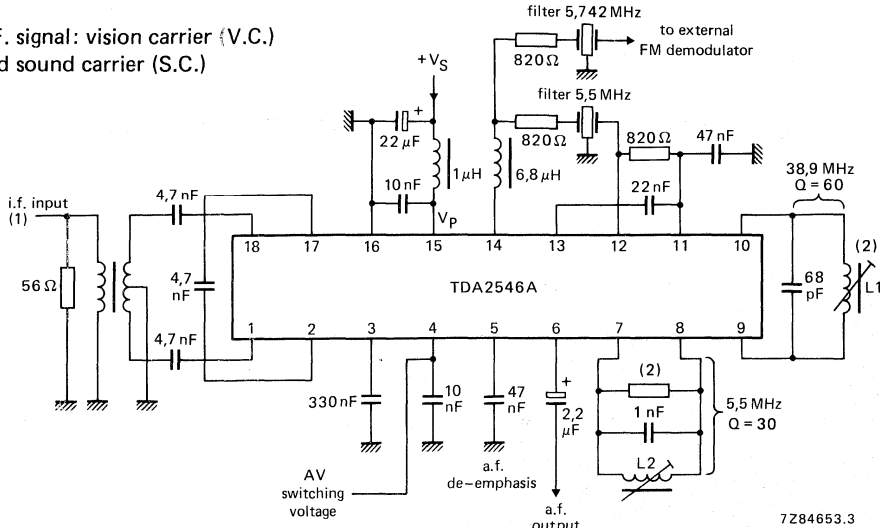 F. signal: vision carrier (V.C.)
d sound carrier (S.C.)
filter 5,742 MHz
to external
FM demodulator
820 Ω
+VS
filter 5,5 MHz
+
22 μF
820 Ω
820 Ω
47 nF
1 μH
6,8 μH
38,9 MHz
Q = 60
i.f. input
(1)
4,7 nF
10 nF
VP
22 nF
(2)
18
17
16
15
14
13
12
11
10
56 Ω
4,7
nF
TDA2546A
68
pF
L1
4,7 nF
1
2
3
4
5
6
7
8
9
330 nF
10
nF
47
nF
+
2,2
μF
(2)
1 nF
5,5 MHz
Q = 30
L2
AV
switching
voltage
a.f.
de-emphasis
a.f.
output
7Z84653.3